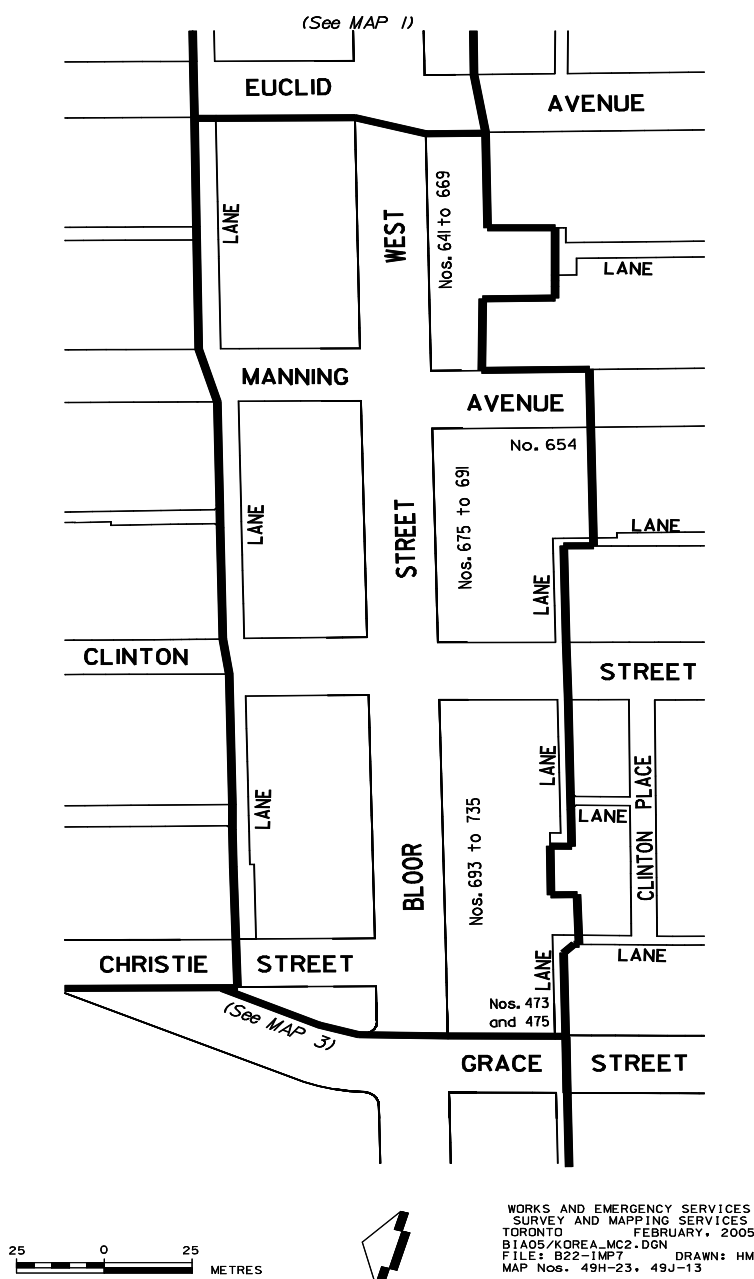 (See MAP 1)
EUCLID
AVENUE
LANE
WEST
Nos. 641 to 669
LANE
MANNING
AVENUE
No. 654
LANE
STREET
Nos. 675 to 691
LANE
LANE
CLINTON
STREET
LANE
BLOOR
Nos. 693 to 735
LANE
LANE
CLINTON PLACE
CHRISTIE STREET
LANE
LANE
Nos. 473
and 475
(See MAP 3)
GRACE STREET
25 0 25
METRES
WORKS AND EMERGENCY SERVICES
SURVEY AND MAPPING SERVICES
TORONTO FEBRUARY, 2005
BIA05/KOREA_MC2.DGN
FILE: B22-IMP7 DRAWN: HM
MAP Nos. 49H-23, 49J-13